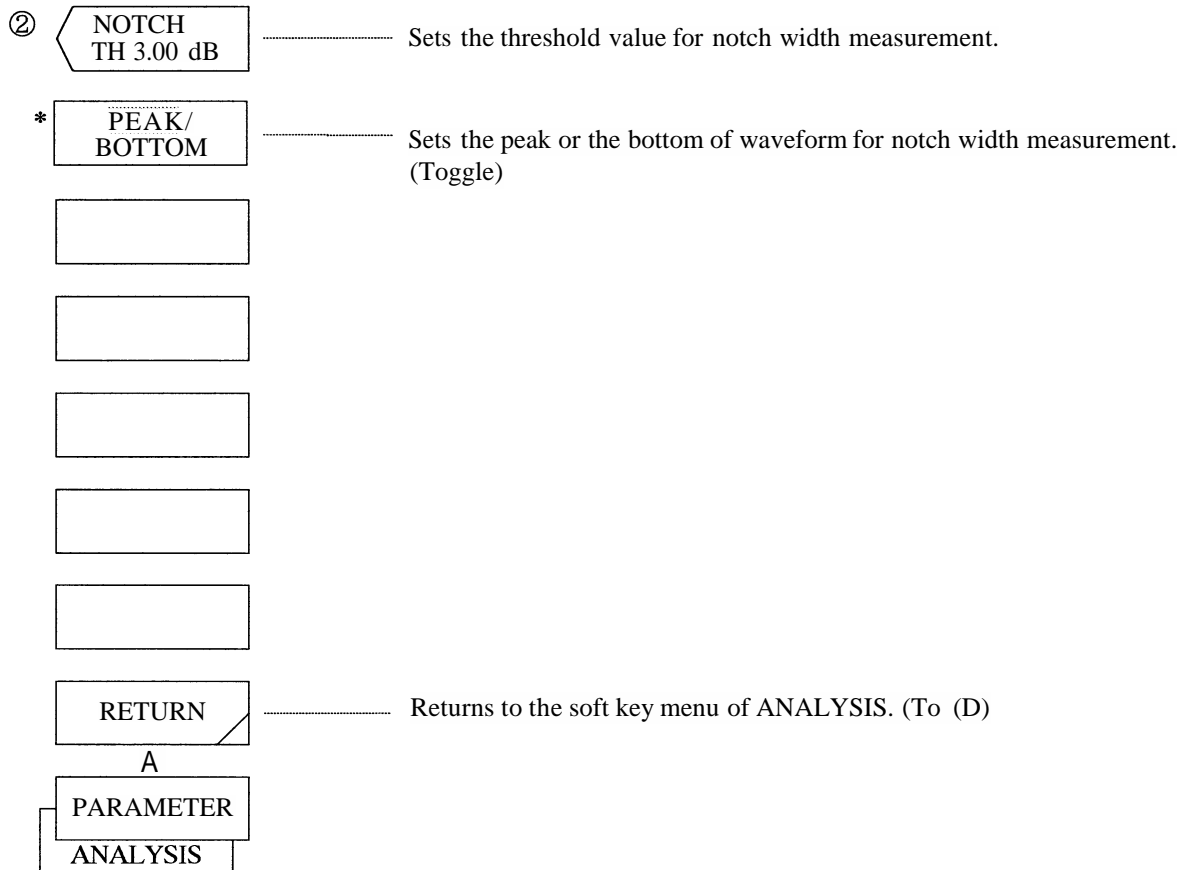 ② NOTCH
TH 3.00 dB
Sets the threshold value for notch width measurement.
* PEAK/
BOTTOM
Sets the peak or the bottom of waveform for notch width measurement.
(Toggle)
RETURN
Returns to the soft key menu of ANALYSIS. (To (D)
A
PARAMETER
ANALYSIS